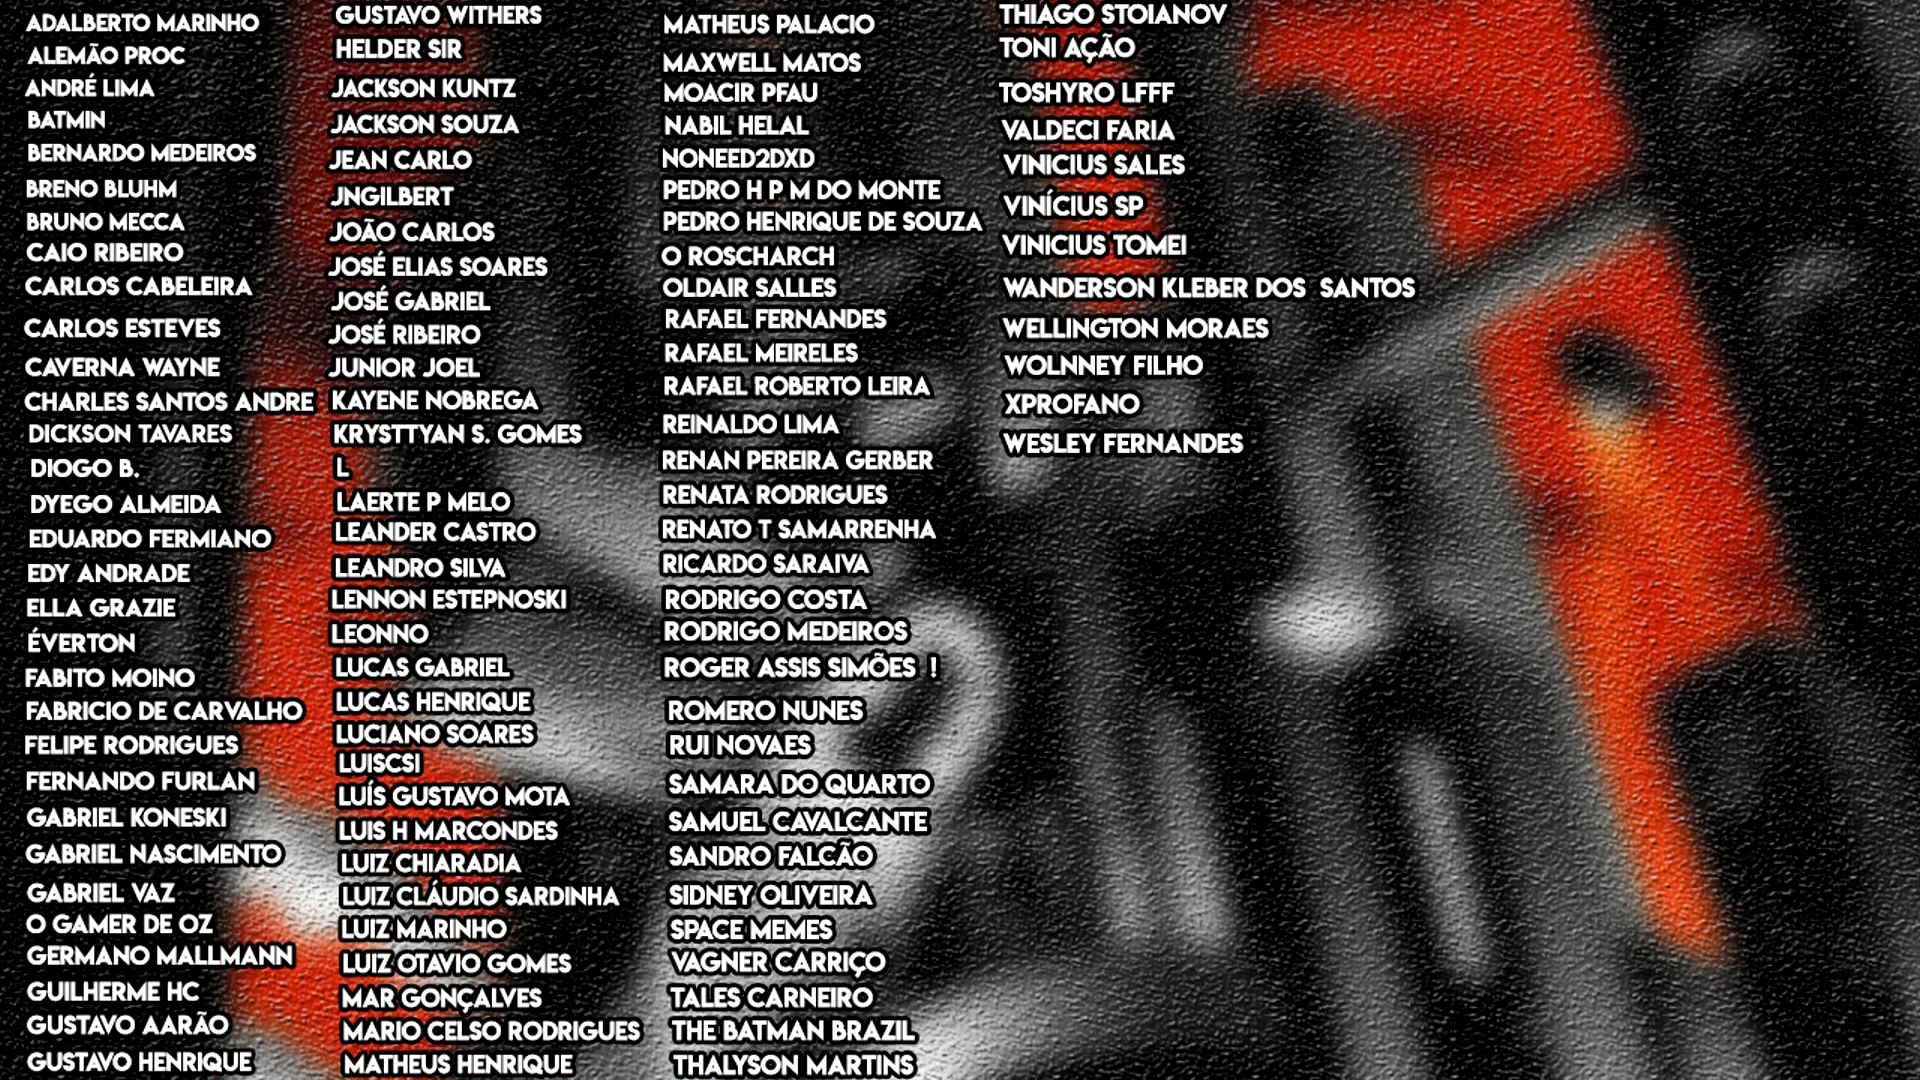 ADALBERTO MARINHO
ALEMÃO PROC
ANDRÉ LIMA
BATMIN
BERNARDO MEDEIROS
BRENO BLUHM
BRUNO MECCA
CAIO RIBEIRO
CARLOS CABELEIRA
CARLOS ESTEVES
CAVERNA WAYNE
CHARLES SANTOS ANDRE
DICKSON TAVARES
DIOGO B.
DYEGO ALMEIDA
EDUARDO FERMIANO
EDY ANDRADE
ELLA GRAZIE
ÉVERTON
FABITO MOINO
FABRICIO DE CARVALHO
FELIPE RODRIGUES
FERNANDO FURLAN
GABRIEL KONESKI
GABRIEL NASCIMENTO
GABRIEL VAZ
O GAMER DE OZ
GERMANO MALLMANN
GUILHERME HC
GUSTAVO AARÃO
GUSTAVO HENRIQUE
GUSTAVO WITHERS
HELDER SIR
JACKSON KUNTZ
JACKSON SOUZA
JEAN CARLO
JNGILBERT
JOÃO CARLOS
JOSÉ ELIAS SOARES
JOSÉ GABRIEL
JOSÉ RIBEIRO
JUNIOR JOEL
KAYENE NOBREGA
KRYSTTYAN S. GOMES
L
LAERTE P MELO
LEANDER CASTRO
LEANDRO SILVA
LENNON ESTEPNOSKI
LEONNO
LUCAS GABRIEL
LUCAS HENRIQUE
LUCIANO SOARES
LUISCSI
LUÍS GUSTAVO MOTA
LUIS H MARCONDES
LUIZ CHIARADIA
LUIZ CLÁUDIO SARDINHA
LUIZ MARINHO
LUIZ OTAVIO GOMES
MAR GONÇALVES
MARIO CELSO RODRIGUES
MATHEUS HENRIQUE
MATHEUS PALACIO
MAXWELL MATOS
MOACIR PFAU
NABIL HELAL
NONEED2DXD
PEDRO H P M DO MONTE
PEDRO HENRIQUE DE SOUZA
O ROSCHARCH
OLDAIR SALLES
RAFAEL FERNANDES
RAFAEL MEIRELES
RAFAEL ROBERTO LEIRA
REINALDO LIMA
RENAN PEREIRA GERBER
RENATA RODRIGUES
RENATO T SAMARRENHA
RICARDO SARAIVA
RODRIGO COSTA
RODRIGO MEDEIROS
ROGER ASSIS SIMÕES !
ROMERO NUNES
RUI NOVAES
SAMARA DO QUARTO
SAMUEL CAVALCANTE
SANDRO FALCÃO
SIDNEY OLIVEIRA
SPACE MEMES
VAGNER CARRIÇO
TALES CARNEIRO
THE BATMAN BRAZIL
THALYSON MARTINS
THIAGO STOIANOV
TONI AÇÃO
TOSHYRO LFFF
VALDECI FARIA
VINICIUS SALES
VINÍCIUS SP
VINICIUS TOMEI
WANDERSON KLEBER DOS SANTOS
WELLINGTON MORAES
WOLNNEY FILHO
XPROFANO
WESLEY FERNANDES